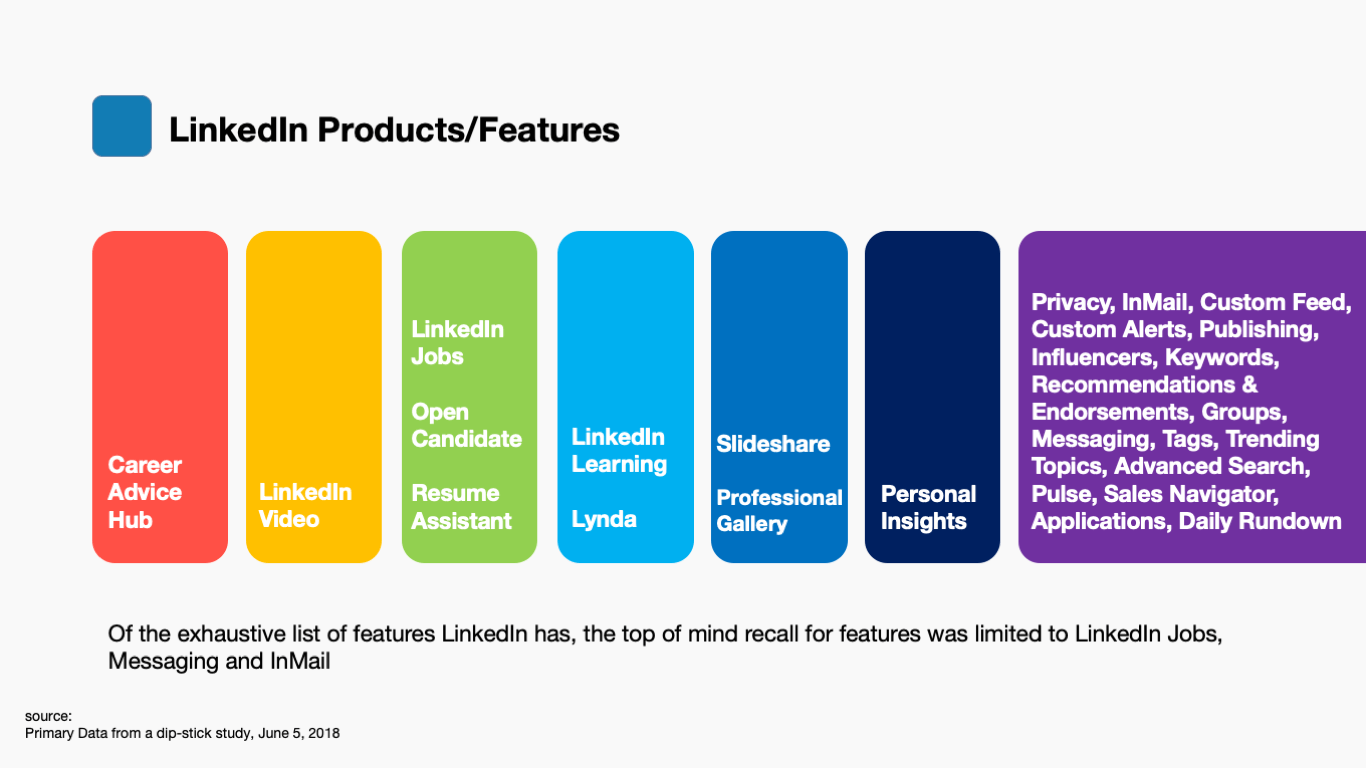 LinkedIn Products/Features
Career
Advice
Hub
LinkedIn
Video
LinkedIn
Jobs
Open
Candidate
Resume
Assistant
LinkedIn
Learning
Lynda
Slideshare
Professional
Gallery
Personal
Insights
Privacy, InMail, Custom Feed,
Custom Alerts, Publishing,
Influencers, Keywords,
Recommendations &
Endorsements, Groups,
Messaging, Tags, Trending
Topics, Advanced Search,
Pulse, Sales Navigator,
Applications, Daily Rundown
Of the exhaustive list of features LinkedIn has, the top of mind recall for features was limited to LinkedIn Jobs,
Messaging and InMail
source:
Primary Data from a dip-stick study, June 5, 2018